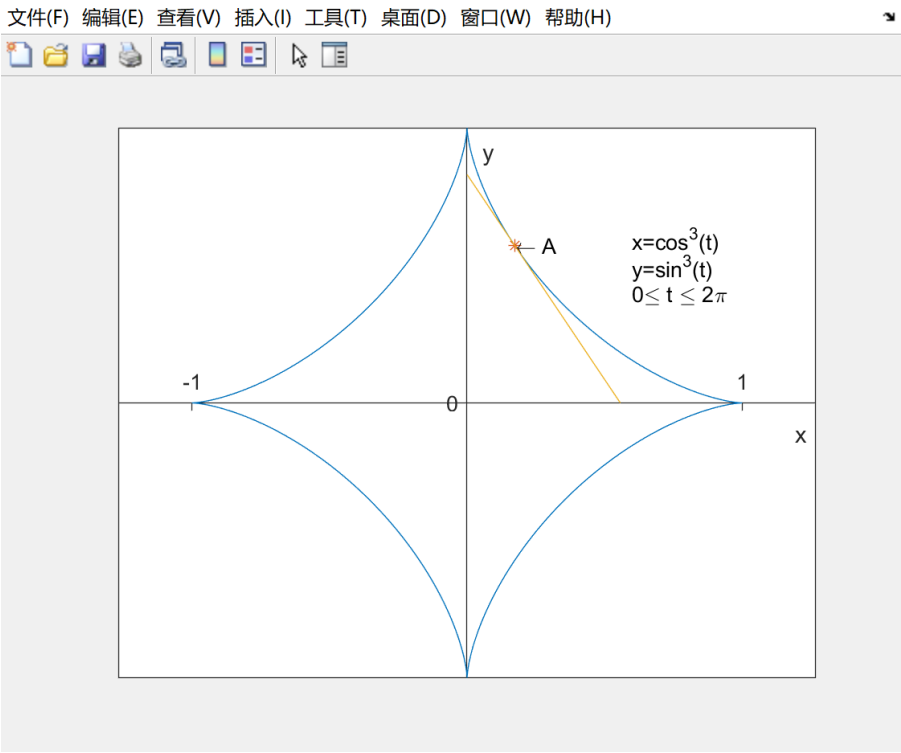 文件(F) 编辑(E) 查看(V) 插入(I) 工具(T) 桌面(D) 窗口(W) 帮助(H)
y
← A
x=cos³(t)
y=sin³(t)
0≤ t ≤ 2π
-1
1
0
x